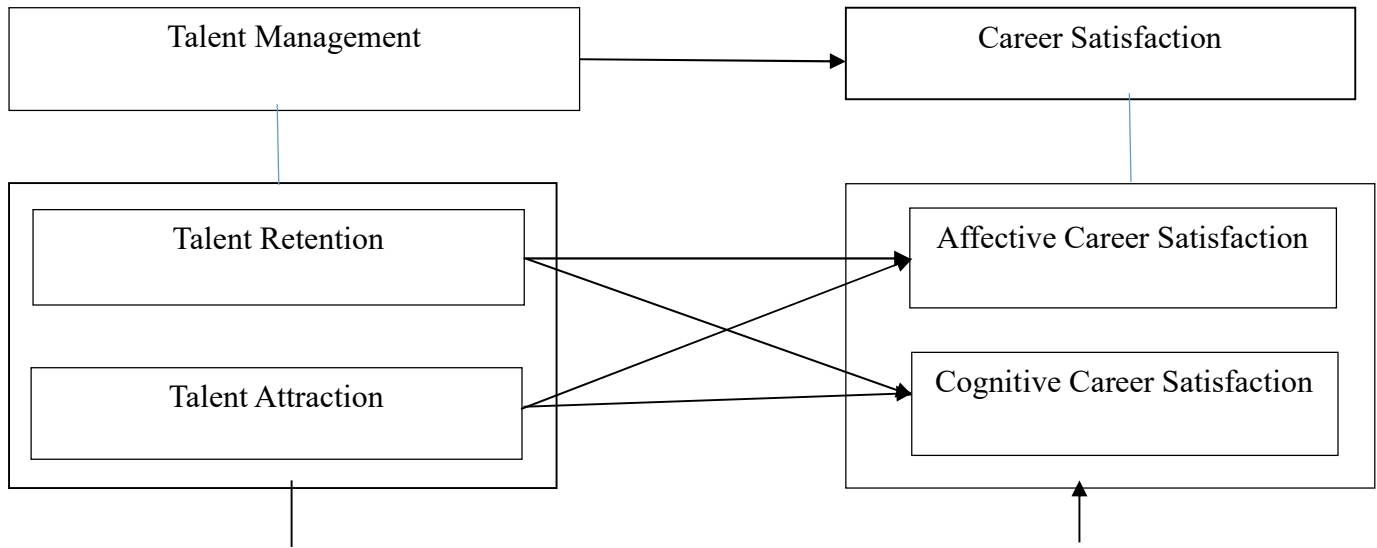 Talent Management
Career Satisfaction
Talent Retention
Affective Career Satisfaction
Talent Attraction
Cognitive Career Satisfaction